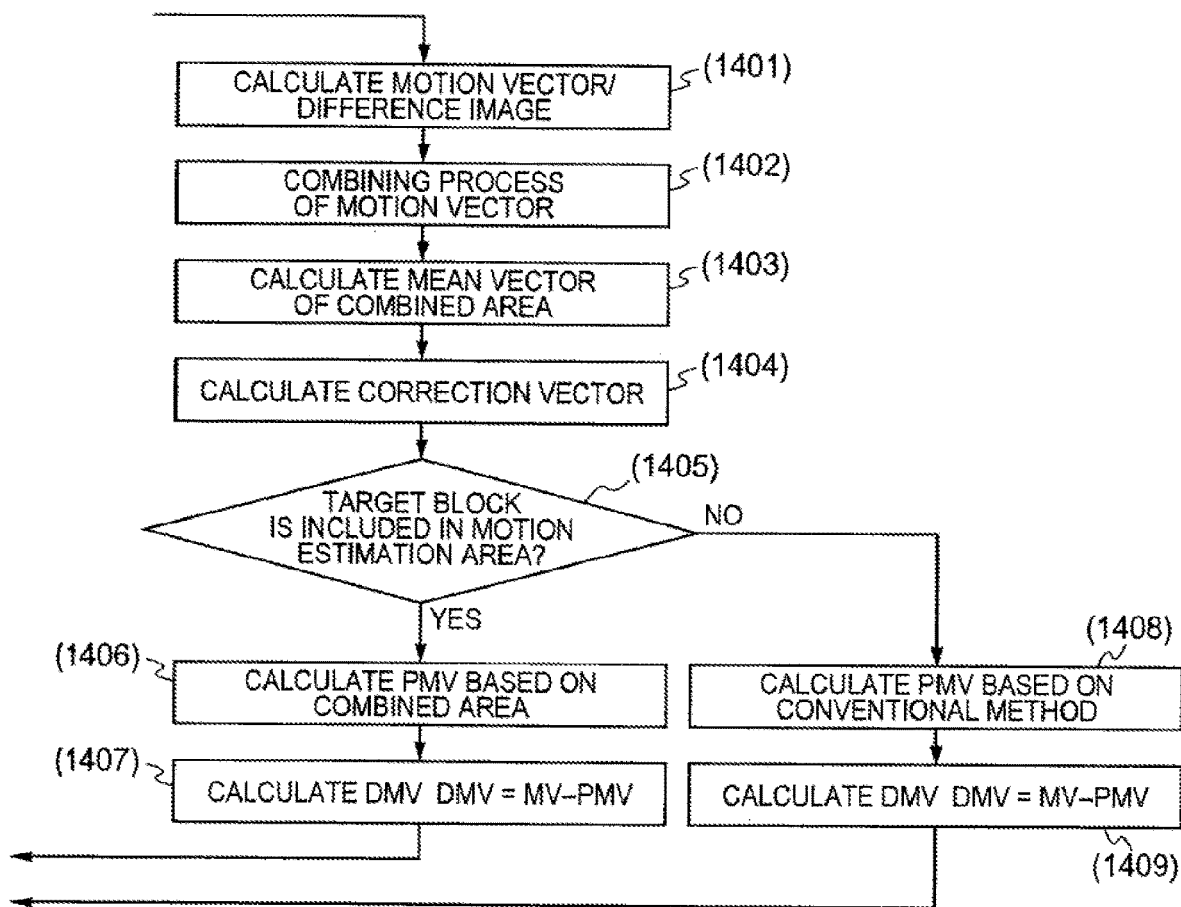 (1401)
CALCULATE MOTION VECTOR/
DIFFERENCE IMAGE
(1402)
COMBINING PROCESS
OF MOTION VECTOR
(1403)
CALCULATE MEAN VECTOR
OF COMBINED AREA
(1404)
CALCULATE CORRECTION VECTOR
(1405)
TARGET BLOCK
IS INCLUDED IN MOTION
ESTIMATION AREA?
NO
YES
(1406)
CALCULATE PMV BASED ON
COMBINED AREA
(1408)
CALCULATE PMV BASED ON
CONVENTIONAL METHOD
(1407)
CALCULATE DMV DMV = MV-PMV
CALCULATE DMV DMV = MV-PMV
(1409)